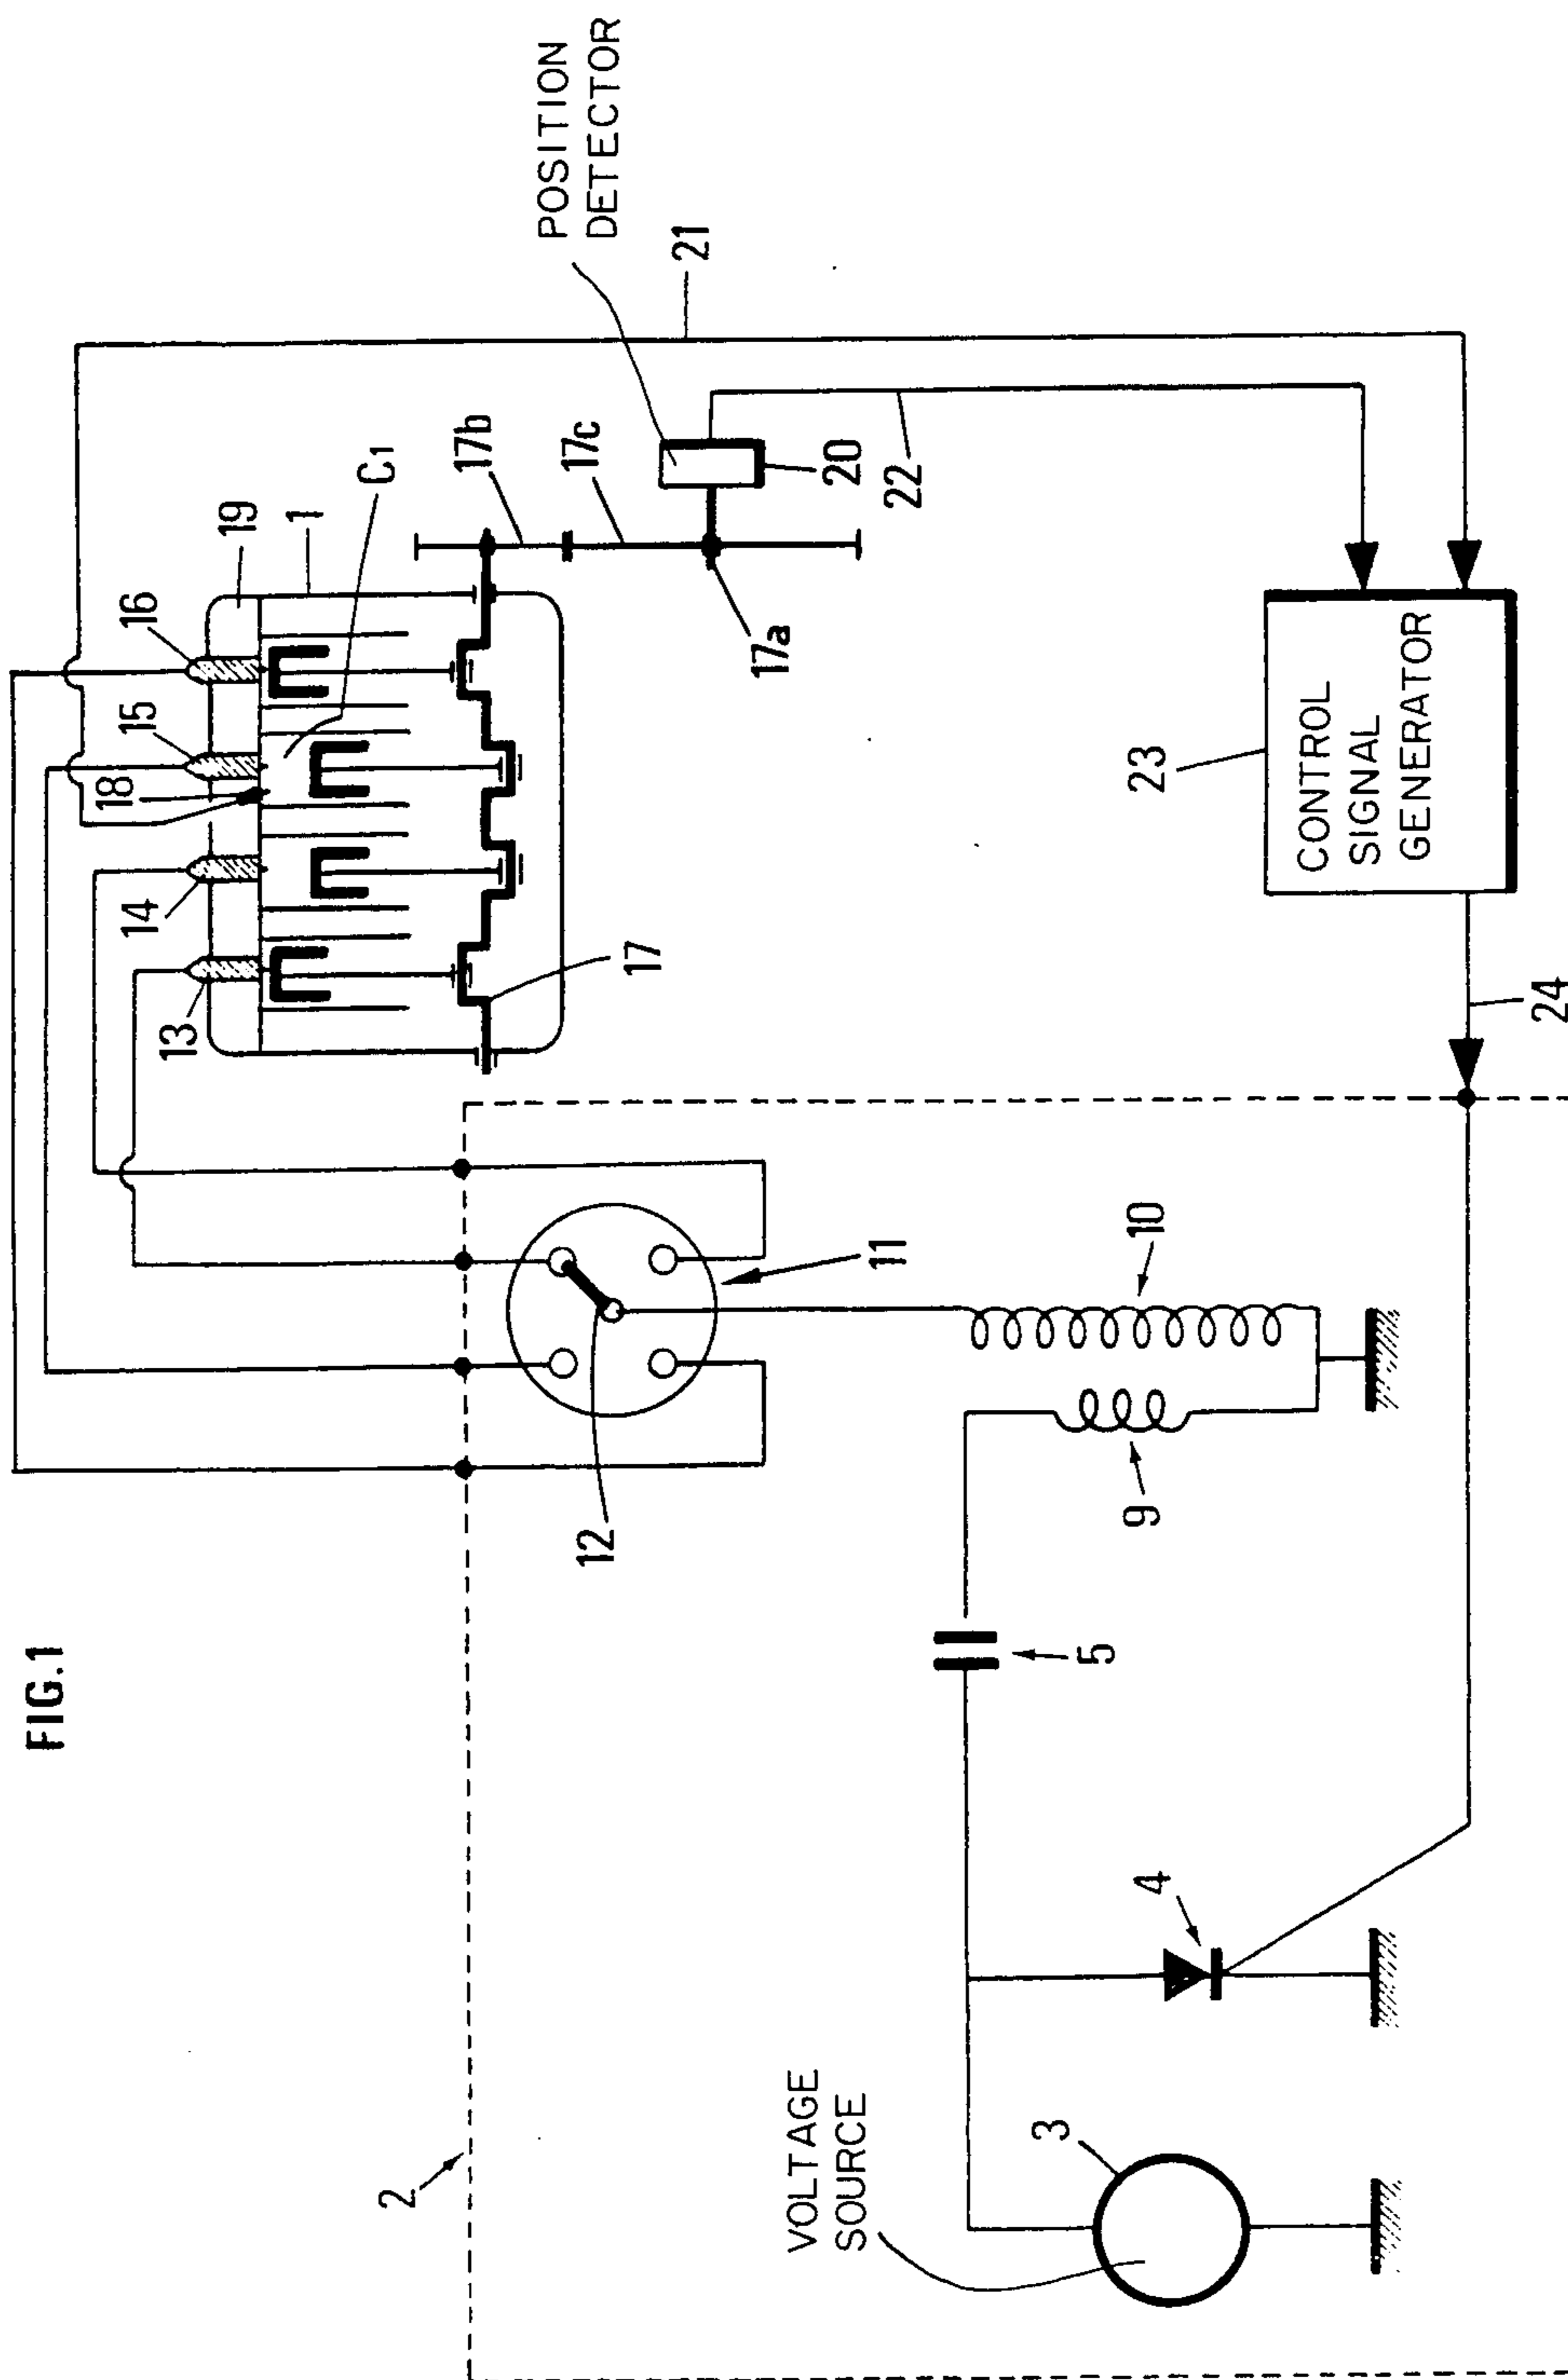 FIG.1
2
VOLTAGE
SOURCE
3
4
5
9
10
11
12
13
14
18
15
16
19
1
C1
17
17b
17c
17a
20
POSITION
DETECTOR
21
22
23
CONTROL
SIGNAL
GENERATOR
24